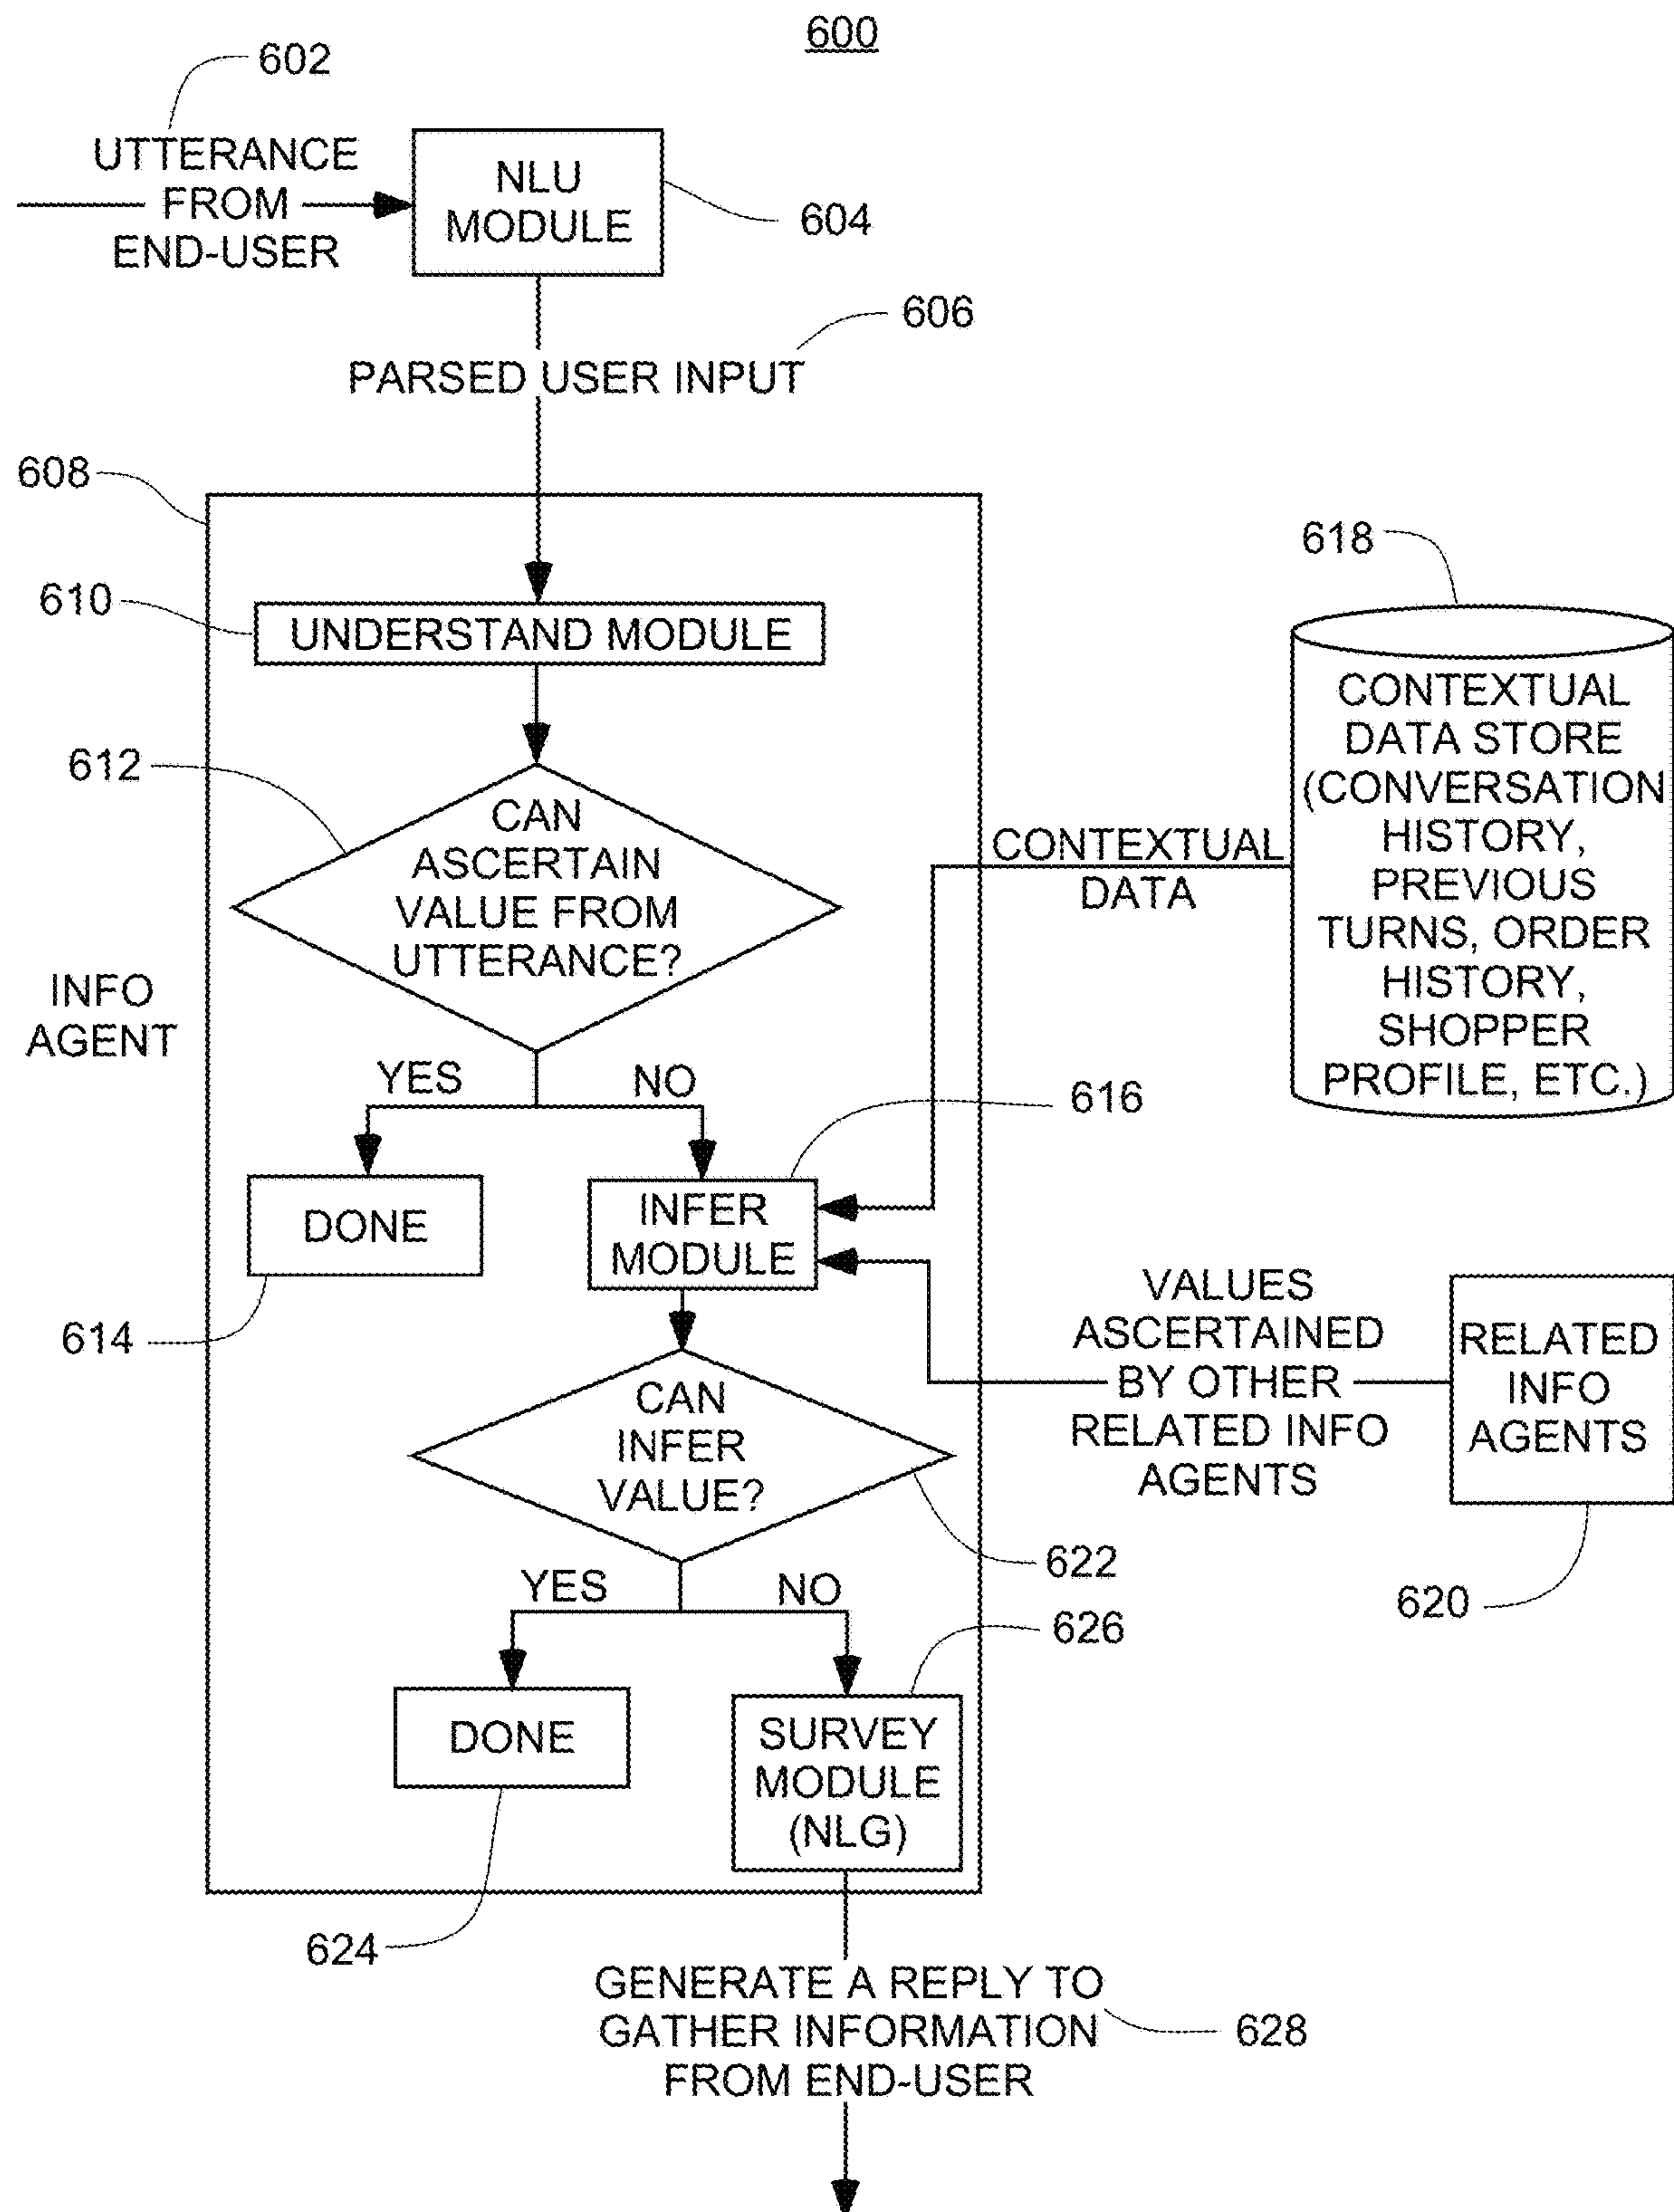 600
602
UTTERANCE
FROM
END-USER
NLU
MODULE
604
606
PARSED USER INPUT
608
610
UNDERSTAND MODULE
612
CAN
ASCERTAIN
VALUE FROM
UTTERANCE?
INFO
AGENT
YES
NO
618
CONTEXTUAL
DATA STORE
(CONVERSATION
HISTORY,
PREVIOUS
TURNS, ORDER
HISTORY,
SHOPPER
PROFILE, ETC.)
CONTEXTUAL
DATA
616
DONE
614
INFER
MODULE
VALUES
ASCERTAINED
BY OTHER
RELATED INFO
AGENTS
RELATED
INFO
AGENTS
620
CAN
INFER
VALUE?
622
YES
NO
626
DONE
624
SURVEY
MODULE
(NLG)
GENERATE A REPLY TO
GATHER INFORMATION
FROM END-USER
628